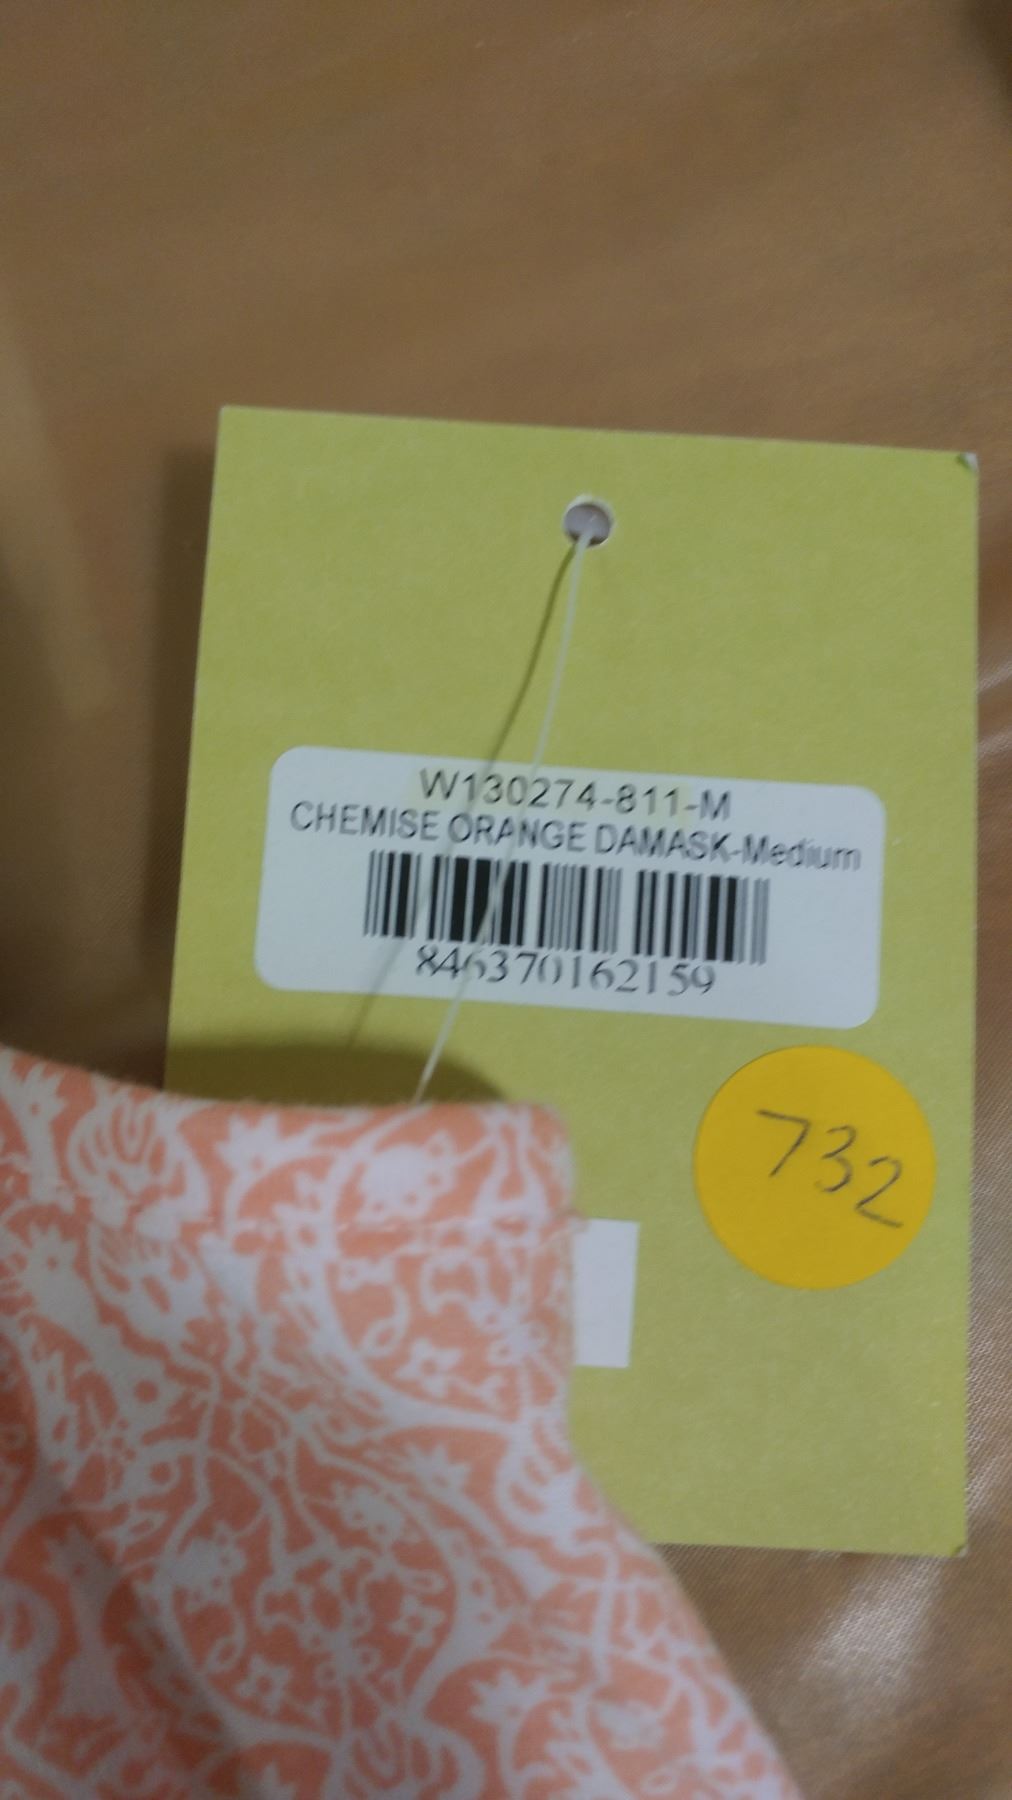 W130274-811-M
CHEMISE ORANGE DAMASK-Medium
846370162159
732